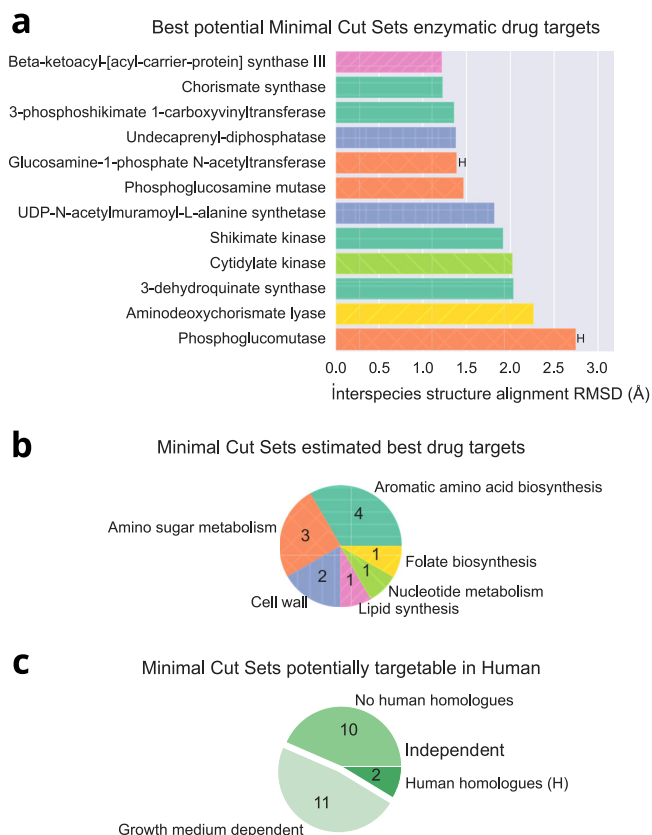 a
Best potential Minimal Cut Sets enzymatic drug targets
Beta-ketoacyl-[acyl-carrier-protein] synthase III
Chorismate synthase
3-phosphoshikimate 1-carboxyvinyltransferase
Undecaprenyl-diphosphatase
Glucosamine-1-phosphate N-acetyltransferase H
Phosphoglucosamine mutase
UDP-N-acetylmuramoyl-L-alanine synthetase
Shikimate kinase
Cytidylate kinase
3-dehydroquinate synthase
Aminodeoxychorismate lyase
Phosphoglucomutase H
0.0 0.5 1.0 1.5 2.0 2.5 3.0
Interspecies structure alignment RMSD (Å)
b
Minimal Cut Sets estimated best drug targets
Aromatic amino acid biosynthesis
4
Amino sugar metabolism
3
1
Folate biosynthesis
2
1
1
Nucleotide metabolism
Cell wall
Lipid synthesis
c
Minimal Cut Sets potentially targetable in Human
No human homologues
10
Independent
2
Human homologues (H)
11
Growth medium dependent